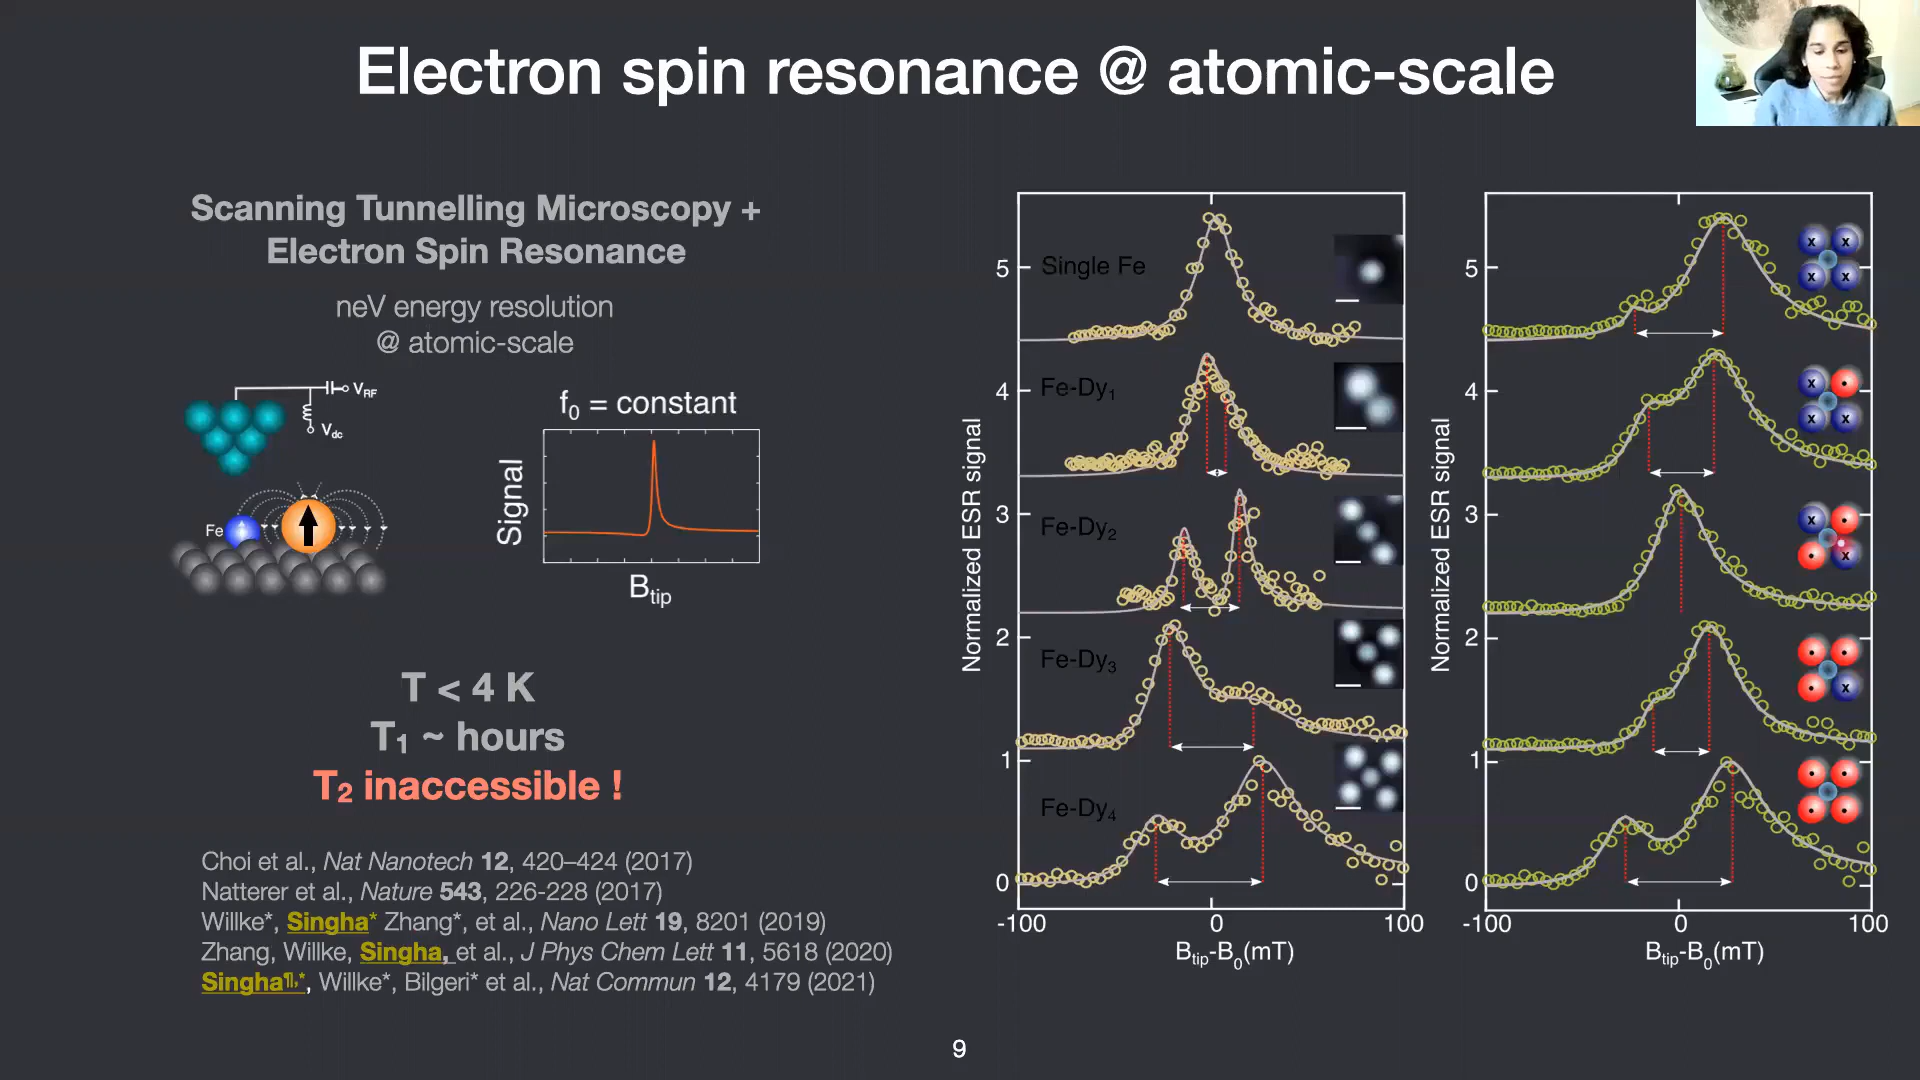 Electron spin resonance @ atomic-scale
Scanning Tunnelling Microscopy +
Electron Spin Resonance
neV energy resolution
@ atomic-scale
V_RF
V_dc
Fe
f₀ = constant
Signal
B_tip
T < 4 K
T₁ ~ hours
T₂ inaccessible !
Choi et al., Nat Nanotech 12, 420–424 (2017)
Natterer et al., Nature 543, 226-228 (2017)
Willke*, Singha* Zhang*, et al., Nano Lett 19, 8201 (2019)
Zhang, Willke, Singha, et al., J Phys Chem Lett 11, 5618 (2020)
Singha¶,*, Willke*, Bilgeri* et al., Nat Commun 12, 4179 (2021)
Normalized ESR signal
5
4
3
2
1
0
Single Fe
Fe-Dy₁
Fe-Dy₂
Fe-Dy₃
Fe-Dy₄
-100 0 100
B_tip-B₀(mT)
Normalized ESR signal
5
4
3
2
1
0
x x
x x
x
x x
x
x
x
-100 0 100
B_tip-B₀(mT)
9